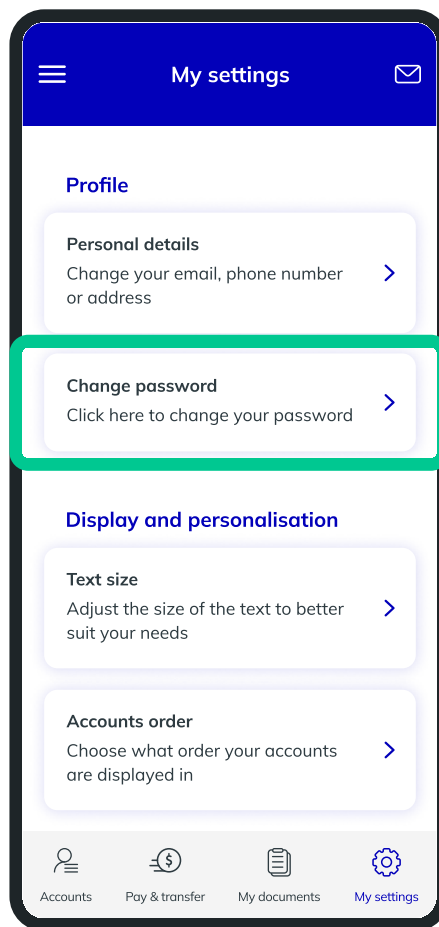 My settings
Profile
Personal details
Change your email, phone number
or address
Change password
Click here to change your password
Display and personalisation
Text size
Adjust the size of the text to better
suit your needs
Accounts order
Choose what order your accounts
are displayed in
$
Accounts
Pay & transfer
My documents
My settings